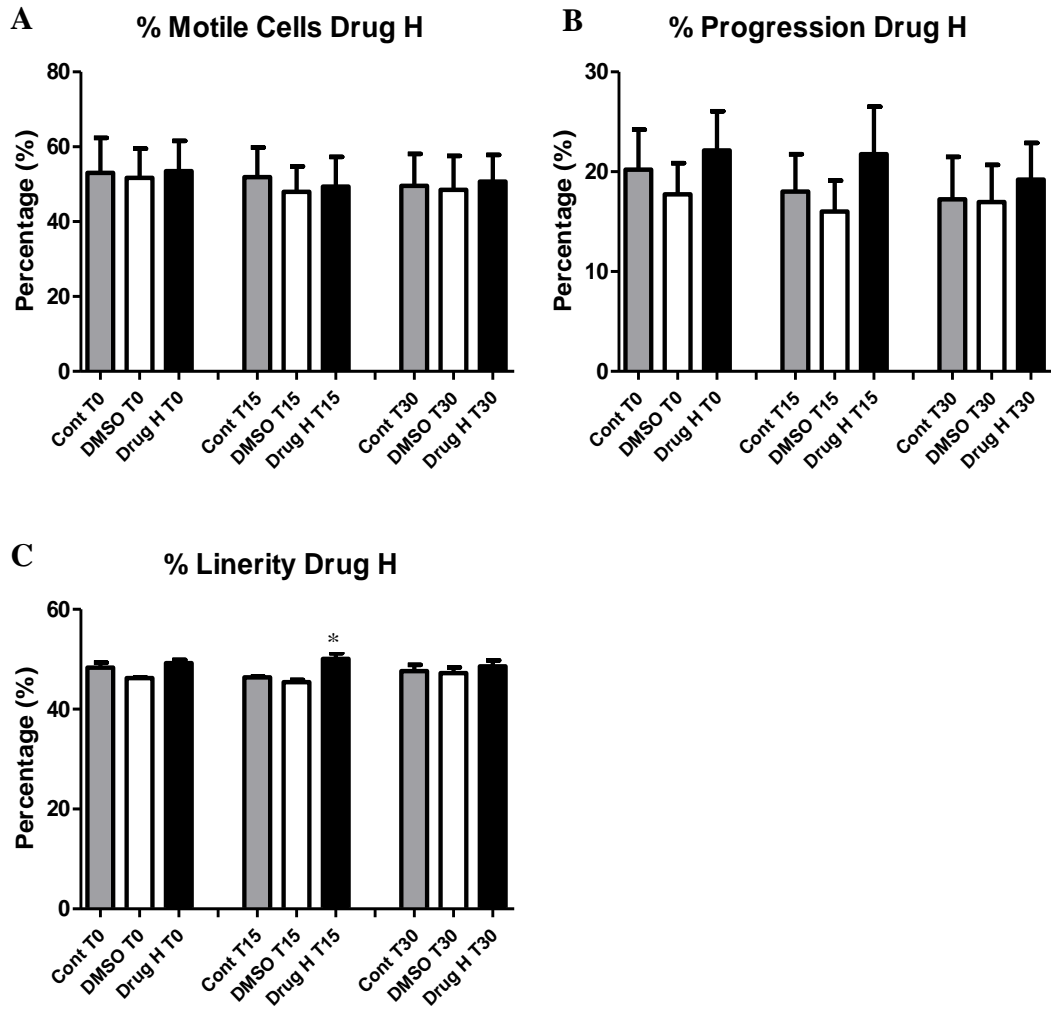 A
% Motile Cells Drug H
Percentage (%)
80
60
40
20
0
Cont T0
DMSO T0
Drug H T0
Cont T15
DMSO T15
Drug H T15
Cont T30
DMSO T30
Drug H T30
B
% Progression Drug H
Percentage (%)
30
20
10
0
Cont T0
DMSO T0
Drug H T0
Cont T15
DMSO T15
Drug H T15
Cont T30
DMSO T30
Drug H T30
C
% Linerity Drug H
Percentage (%)
60
40
20
0
*
Cont T0
DMSO T0
Drug H T0
Cont T15
DMSO T15
Drug H T15
Cont T30
DMSO T30
Drug H T30